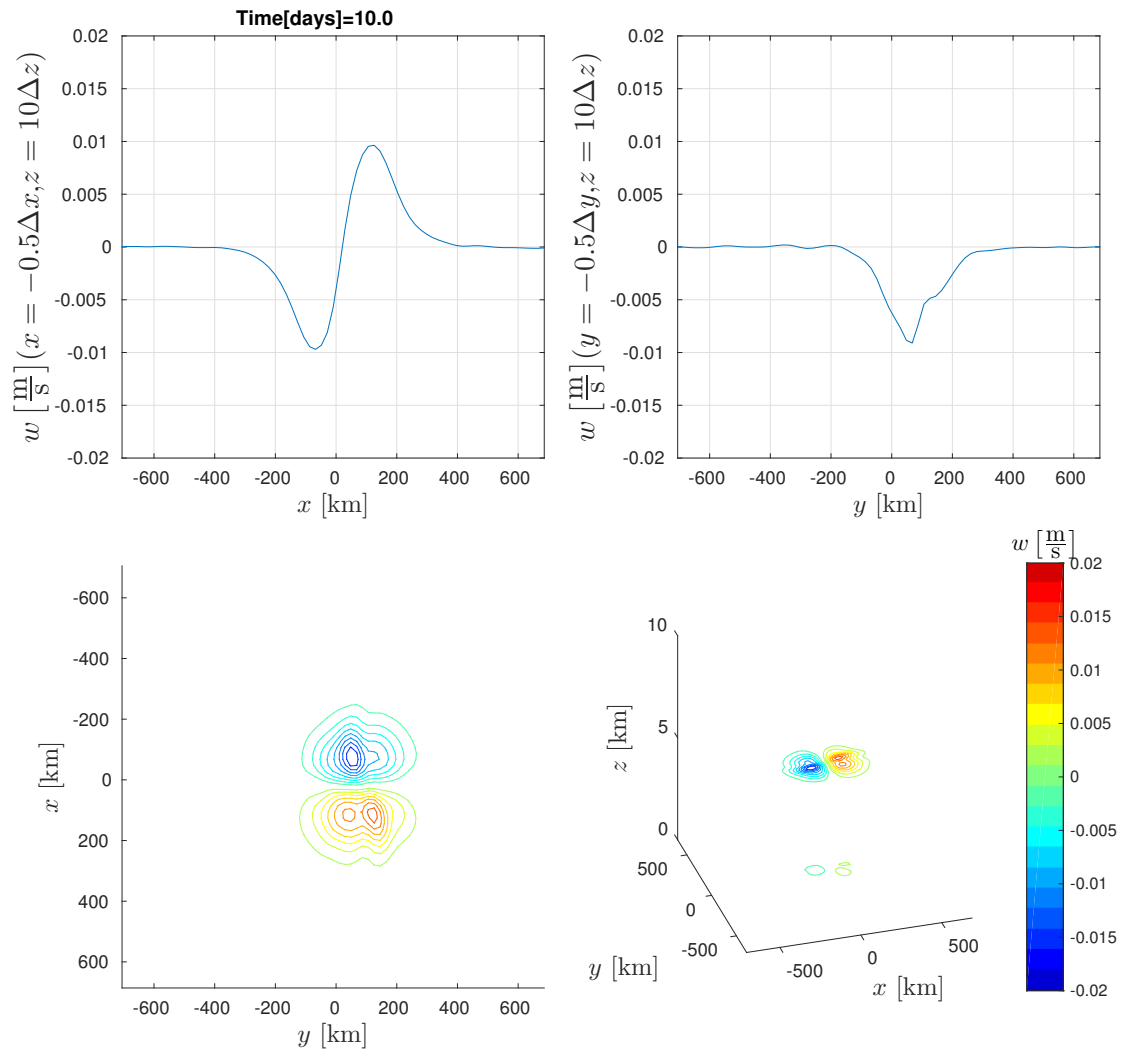 Time[days]=10.0
w [m/s](x = −0.5Δx,z = 10Δz)
0.02
0.015
0.01
0.005
0
-0.005
-0.01
-0.015
-0.02
-600 -400 -200 0 200 400 600
x [km]
w [m/s](y = −0.5Δy,z = 10Δz)
0.02
0.015
0.01
0.005
0
-0.005
-0.01
-0.015
-0.02
-600 -400 -200 0 200 400 600
y [km]
x [km]
-600
-400
-200
0
200
400
600
-600 -400 -200 0 200 400 600
y [km]
z [km]
10
5
0
500
0
-500
y [km]
-500 0 500
x [km]
w [m/s]
0.02
0.015
0.01
0.005
0
-0.005
-0.01
-0.015
-0.02